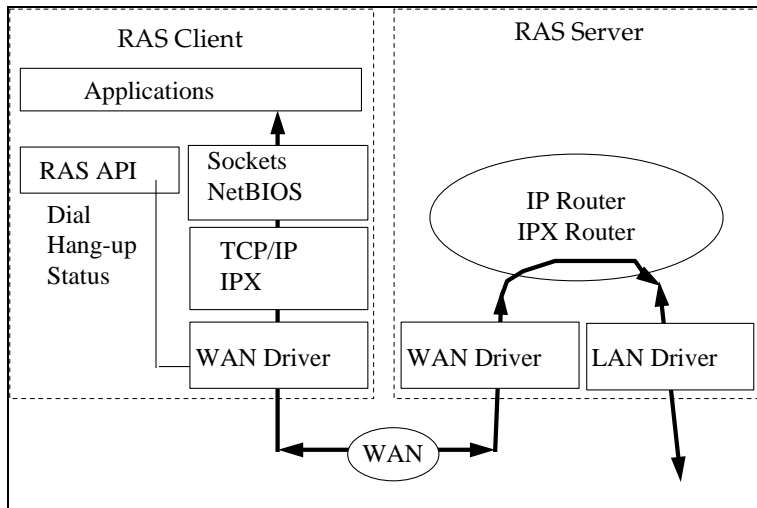 RAS Client
Applications
RAS API
Dial
Hang-up
Status
Sockets
NetBIOS
TCP/IP
IPX
WAN Driver
RAS Server
IP Router
IPX Router
WAN Driver
LAN Driver
WAN